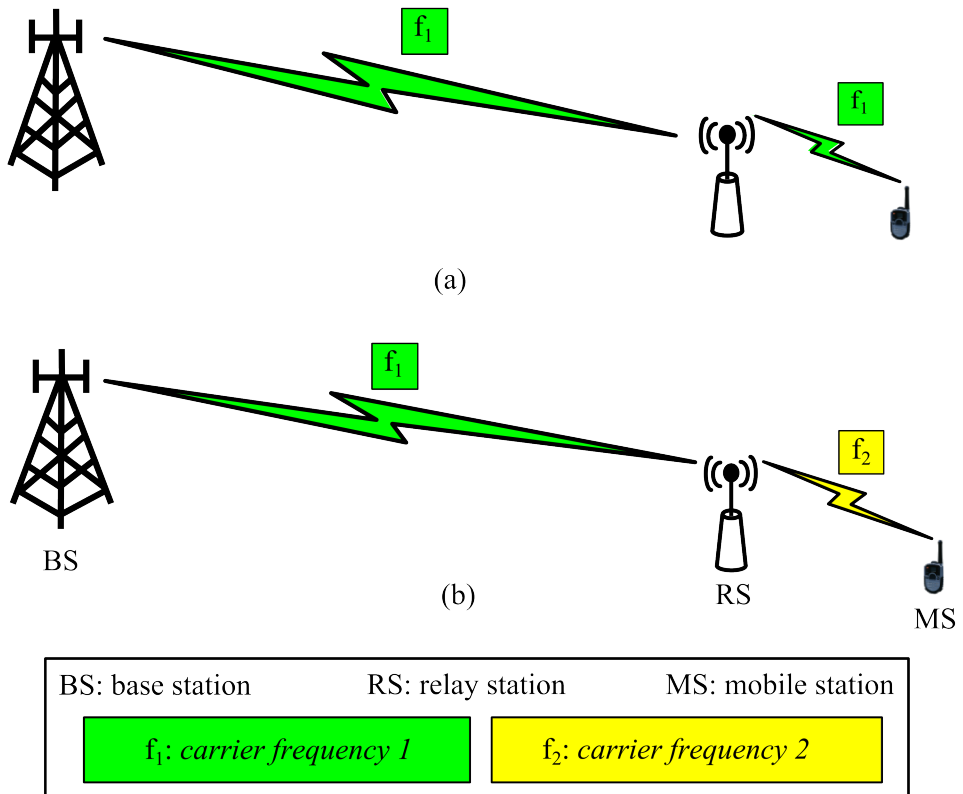 f₁
f₁
(a)
f₁
f₂
BS
(b)
RS
MS
BS: base station RS: relay station MS: mobile station
f₁: carrier frequency 1 f₂: carrier frequency 2